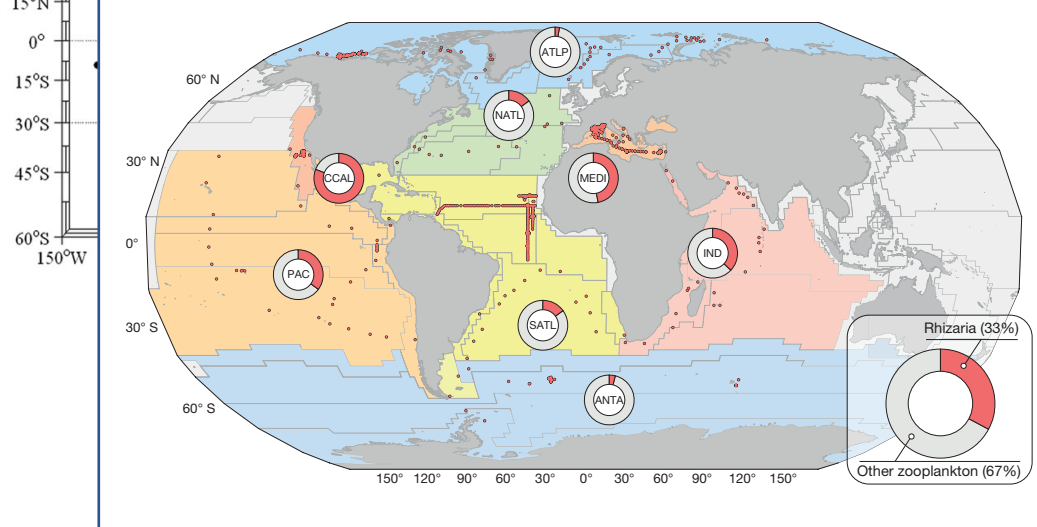 15°N
0°
15°S
30°S
45°S
60°S
150°W
60° N
30° N
0°
30° S
60° S
ATLP
NATL
CCAL
MEDI
IND
PAC
SATL
ANTA
Rhizaria (33%)
Other zooplankton (67%)
150° 120° 90° 60° 30° 0° 30° 60° 90° 120° 150°